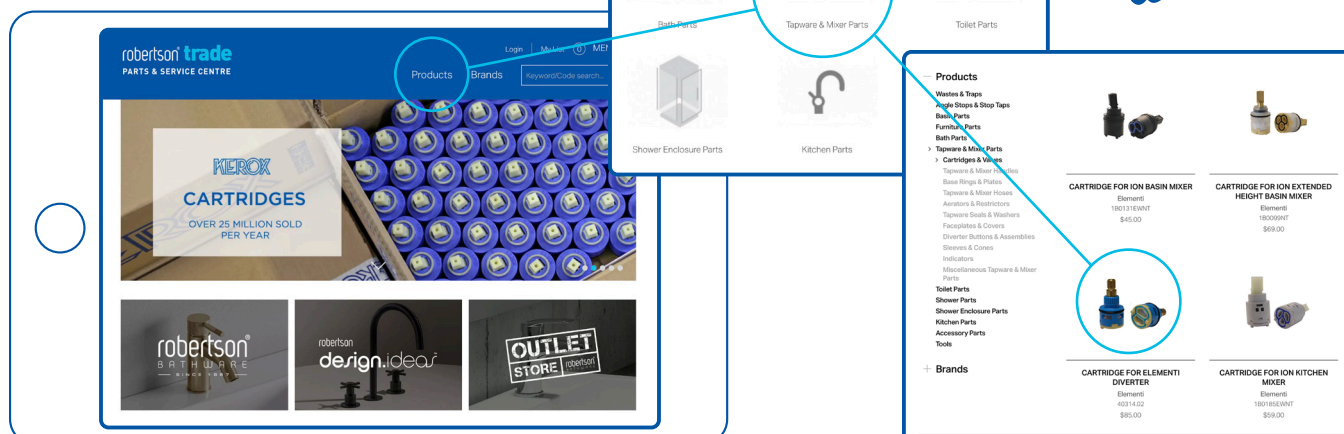 robertson trade
PARTS & SERVICE CENTRE
Login | My List 0
Products Brands Keyword/Code search...
KEROX
CARTRIDGES
OVER 25 MILLION SOLD
PER YEAR
robertson®
BATHWARE
SINCE 1887
robertson
design.ideas
OUTLET
STORE robertson
Bath Parts
Tapware & Mixer Parts
Toilet Parts
Shower Enclosure Parts
Kitchen Parts
— Products
Wastes & Traps
Angle Stops & Stop Taps
Basin Parts
Furniture Parts
Bath Parts
> Tapware & Mixer Parts
> Cartridges & Valves
Tapware & Mixer Handles
Base Rings & Plates
Tapware & Mixer Hoses
Aerators & Restrictors
Tapware Seals & Washers
Faceplates & Covers
Diverter Buttons & Assemblies
Sleeves & Cones
Indicators
Miscellaneous Tapware & Mixer
Parts
Toilet Parts
Shower Parts
Shower Enclosure Parts
Kitchen Parts
Accessory Parts
Tools
+ Brands
CARTRIDGE FOR ION BASIN MIXER
Elementi
1B0131EWNT
$45.00
CARTRIDGE FOR ION EXTENDED
HEIGHT BASIN MIXER
Elementi
1B0099NT
$69.00
CARTRIDGE FOR ELEMENTI
DIVERTER
Elementi
40314.02
$85.00
CARTRIDGE FOR ION KITCHEN
MIXER
Elementi
1B0185EWNT
$59.00